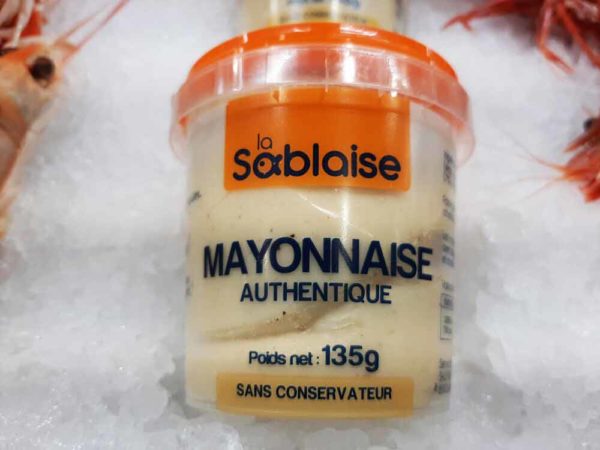 la
Sablaise
MAYONNAISE
AUTHENTIQUE
Poids net : 135g
SANS CONSERVATEUR